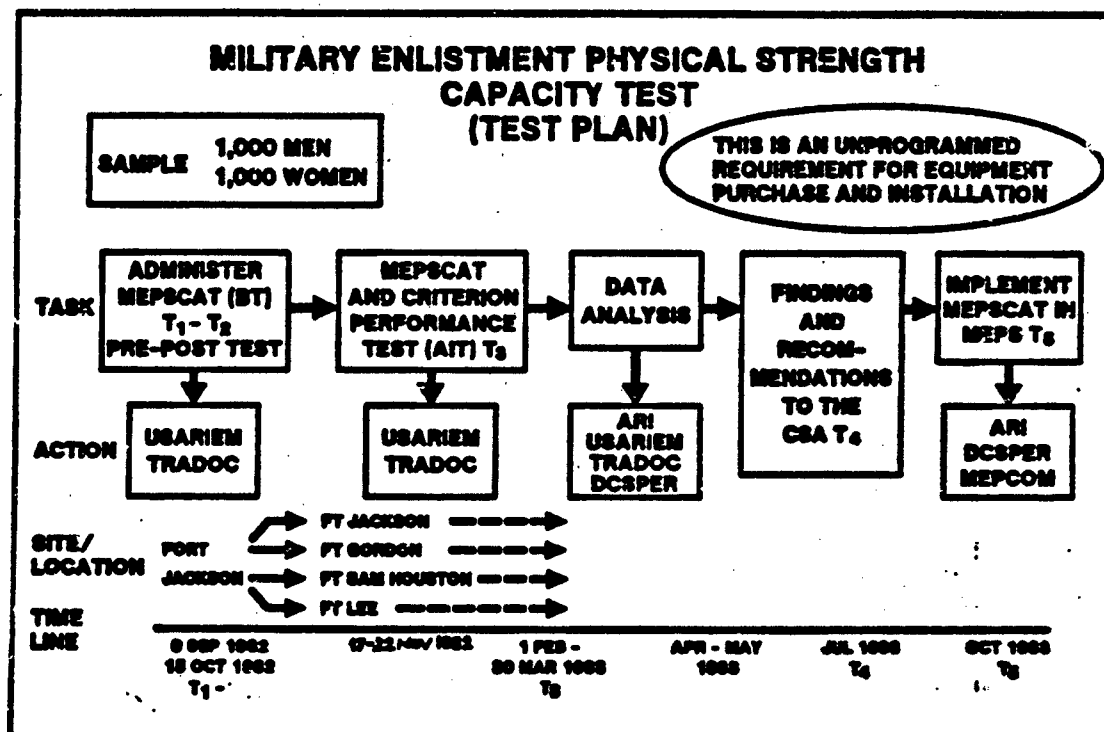 MILITARY ENLISTMENT PHYSICAL STRENGTH
CAPACITY TEST
(TEST PLAN)
SAMPLE
1,000 MEN
1,000 WOMEN
THIS IS AN UNPROGRAMMED
REQUIREMENT FOR EQUIPMENT
PURCHASE AND INSTALLATION
TASK
ADMINISTER
MEPSCAT (BT)
T1 - T2
PRE-POST TEST
MEPSCAT
AND CRITERION
PERFORMANCE
TEST (AIT) T3
DATA
ANALYSIS
FINDINGS
AND
RECOM-
MENDATIONS
TO THE
CSA T4
IMPLEMENT
MEPSCAT IN
MEPS T5
ACTION
USARIEM
TRADOC
USARIEM
TRADOC
ARI
USARIEM
TRADOC
DCSPER
ARI
DCSPER
MEPCOM
SITE/
LOCATION
FORT
JACKSON
FT JACKSON
FT GORDON
FT SAM HOUSTON
FT LEE
TIME
LINE
SEP 1982
15 OCT 1982
T1 -
17-22 NOV 1982
1 FEB -
30 MAR 1983
T3
APR - MAY
1983
JUL 1983
T4
OCT 1983
T5